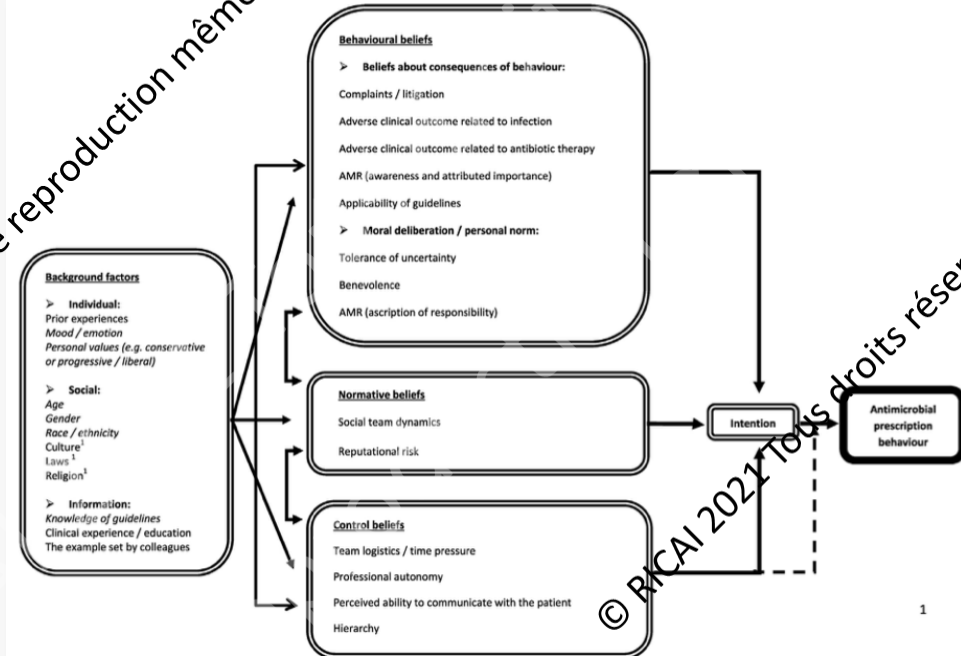 Background factors
➢ Individual:
Prior experiences
Mood / emotion
Personal values (e.g. conservative
or progressive / liberal)
➢ Social:
Age
Gender
Race / ethnicity
Culture¹
Laws ¹
Religion¹
➢ Information:
Knowledge of guidelines
Clinical experience / education
The example set by colleagues
Behavioural beliefs
➢ Beliefs about consequences of behaviour:
Complaints / litigation
Adverse clinical outcome related to infection
Adverse clinical outcome related to antibiotic therapy
AMR (awareness and attributed importance)
Applicability of guidelines
➢ Moral deliberation / personal norm:
Tolerance of uncertainty
Benevolence
AMR (ascription of responsibility)
Normative beliefs
Social team dynamics
Reputational risk
Control beliefs
Team logistics / time pressure
Professional autonomy
Perceived ability to communicate with the patient
Hierarchy
Intention
Antimicrobial
prescription
behaviour
1
reproduction même
© RICAI 2021 Tous droits